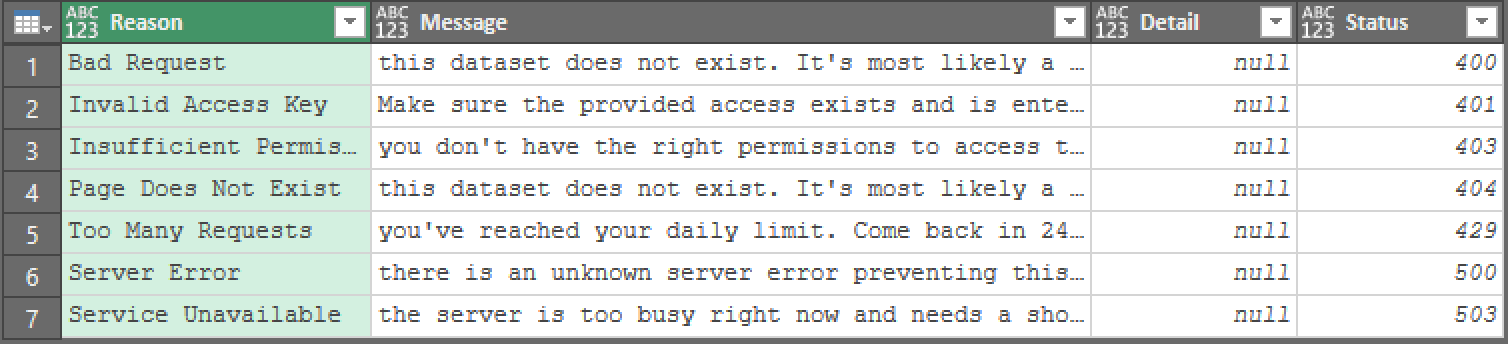 ABC 123 Reason ABC 123 Message ABC 123 Detail ABC 123 Status
1 Bad Request this dataset does not exist. It's most likely a … null 400
2 Invalid Access Key Make sure the provided access exists and is ente… null 401
3 Insufficient Permis… you don't have the right permissions to access t… null 403
4 Page Does Not Exist this dataset does not exist. It's most likely a … null 404
5 Too Many Requests you've reached your daily limit. Come back in 24… null 429
6 Server Error there is an unknown server error preventing this… null 500
7 Service Unavailable the server is too busy right now and needs a sho… null 503